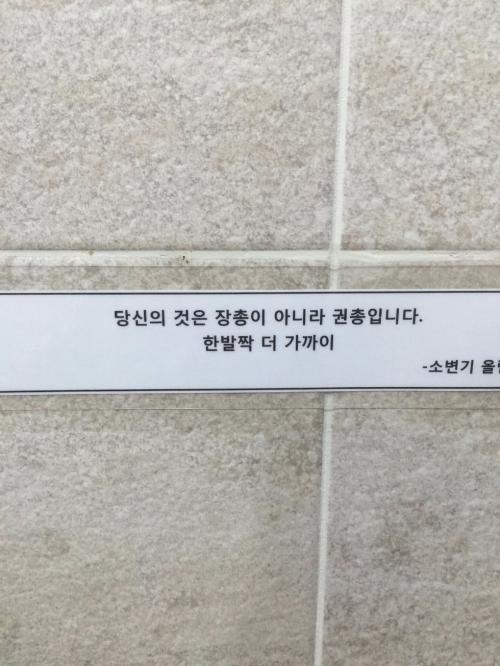 당신의 것은 장총이 아니라 권총입니다.
한발짝 더 가까이
-소변기 올